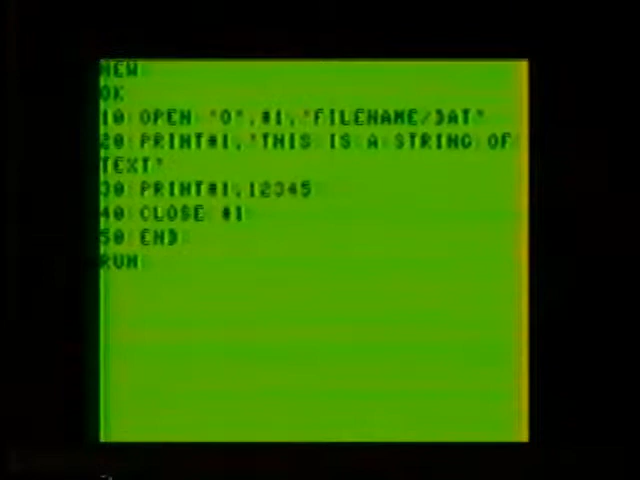 NEW
OK
10 OPEN "O",#1,"FILENAME/DAT"
20 PRINT#1,"THIS IS A STRING OF
TEXT"
30 PRINT#1,12345
40 CLOSE #1
50 END
RUN